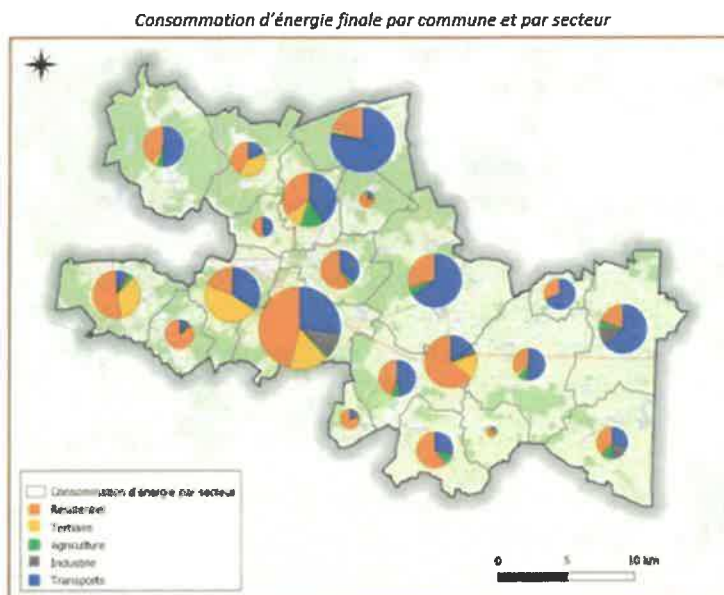 Consommation d'énergie finale par commune et par secteur
Consommation d'énergie par secteur
Résidentiel
Tertiaire
Agriculture
Industrie
Transports
0 5 10 km